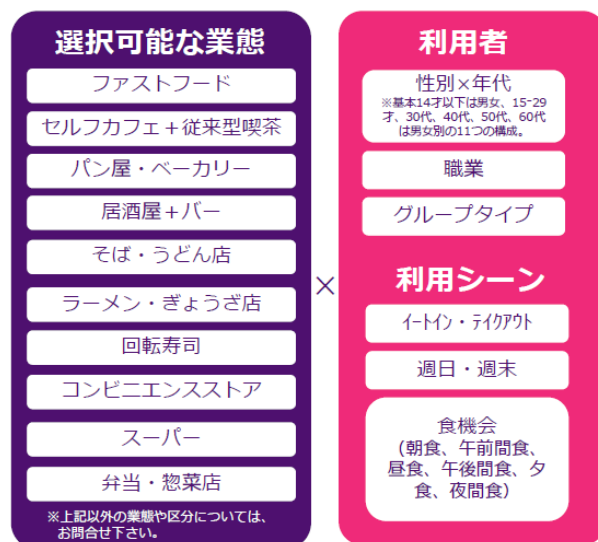 選択可能な業態
ファストフード
セルフカフェ＋従来型喫茶
パン屋・ベーカリー
居酒屋＋バー
そば・うどん店
ラーメン・ぎょうざ店
回転寿司
コンビニエンスストア
スーパー
弁当・惣菜店
※上記以外の業態や区分については、
お問合せ下さい。
×
利用者
性別×年代
※基本14才以下は男女、15-29
才、30代、40代、50代、60代
は男女別の11つの構成。
職業
グループタイプ
利用シーン
ｲｰﾄｲﾝ・ﾃｲｸｱｳﾄ
週日・週末
食機会
(朝食、午前間食、
昼食、午後間食、夕
食、夜間食)